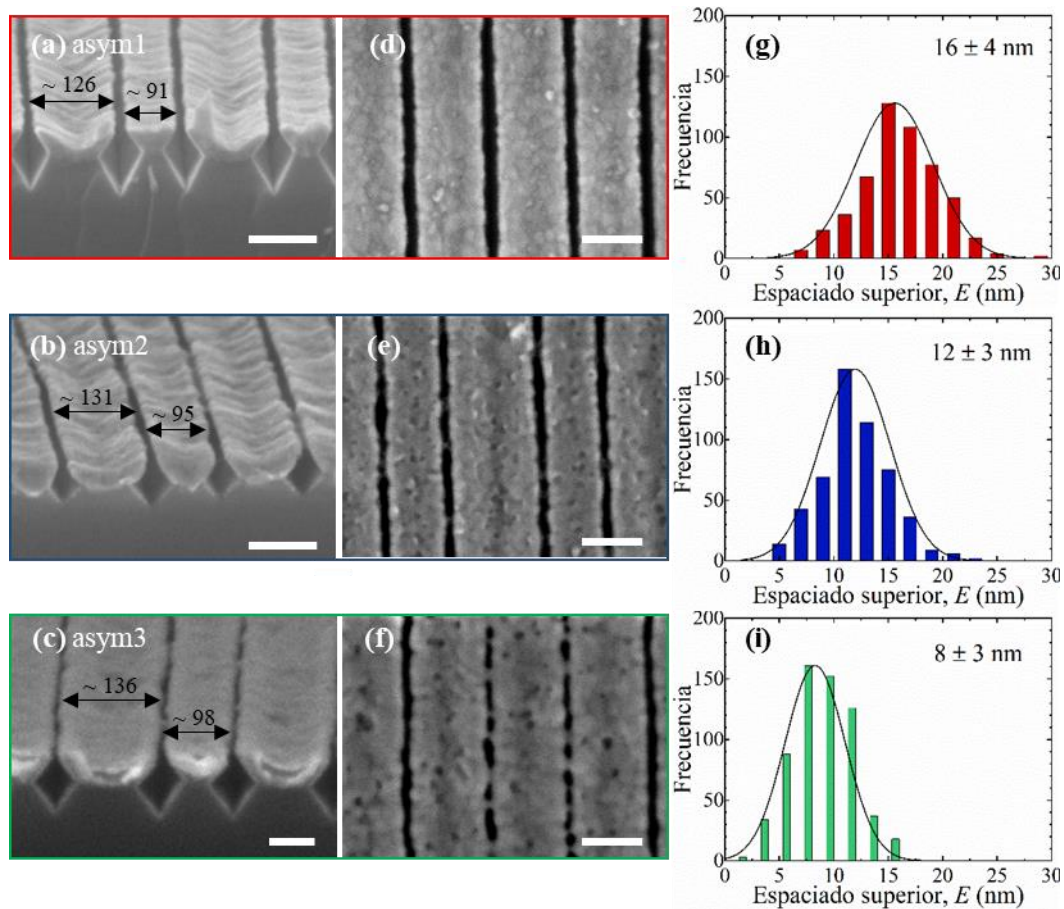 (a) asym1
~ 126
~ 91
(d)
200
150
100
50
0
Frecuencia
(g)
16 ± 4 nm
0 5 10 15 20 25 30
Espaciado superior, E (nm)
(b) asym2
~ 131
~ 95
(e)
200
150
100
50
0
Frecuencia
(h)
12 ± 3 nm
0 5 10 15 20 25 30
Espaciado superior, E (nm)
(c) asym3
~ 136
~ 98
(f)
200
150
100
50
0
Frecuencia
(i)
8 ± 3 nm
0 5 10 15 20 25 30
Espaciado superior, E (nm)